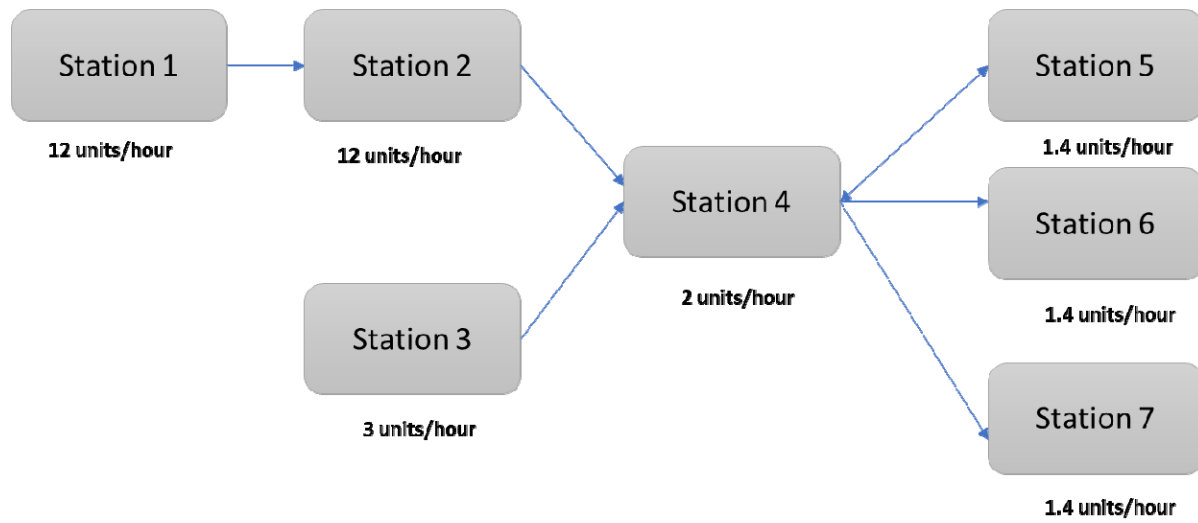 Station 1
12 units/hour
Station 2
12 units/hour
Station 3
3 units/hour
Station 4
2 units/hour
Station 5
1.4 units/hour
Station 6
1.4 units/hour
Station 7
1.4 units/hour